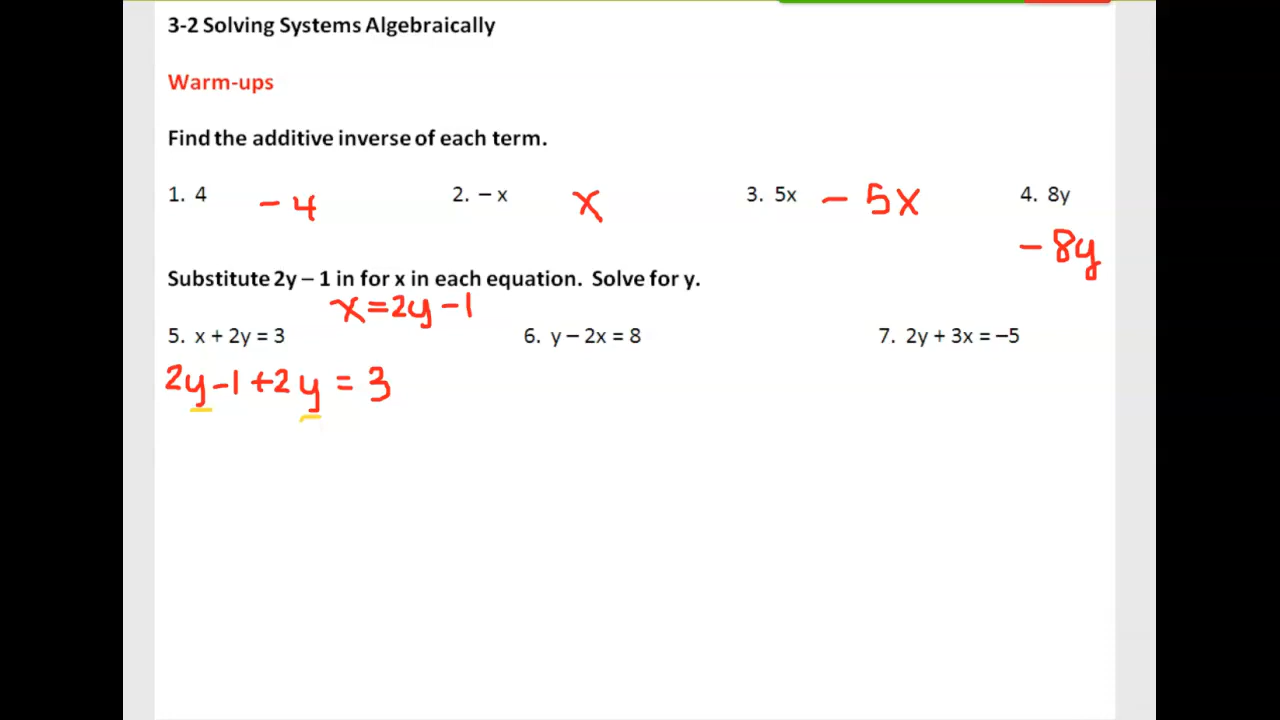 3-2 Solving Systems Algebraically
Warm-ups
Find the additive inverse of each term.
1. 4 − 4 2. – x x 3. 5x − 5x 4. 8y
− 8y
Substitute 2y – 1 in for x in each equation. Solve for y.
x = 2y − 1
5. x + 2y = 3 6. y – 2x = 8 7. 2y + 3x = –5
2y − 1 + 2y = 3